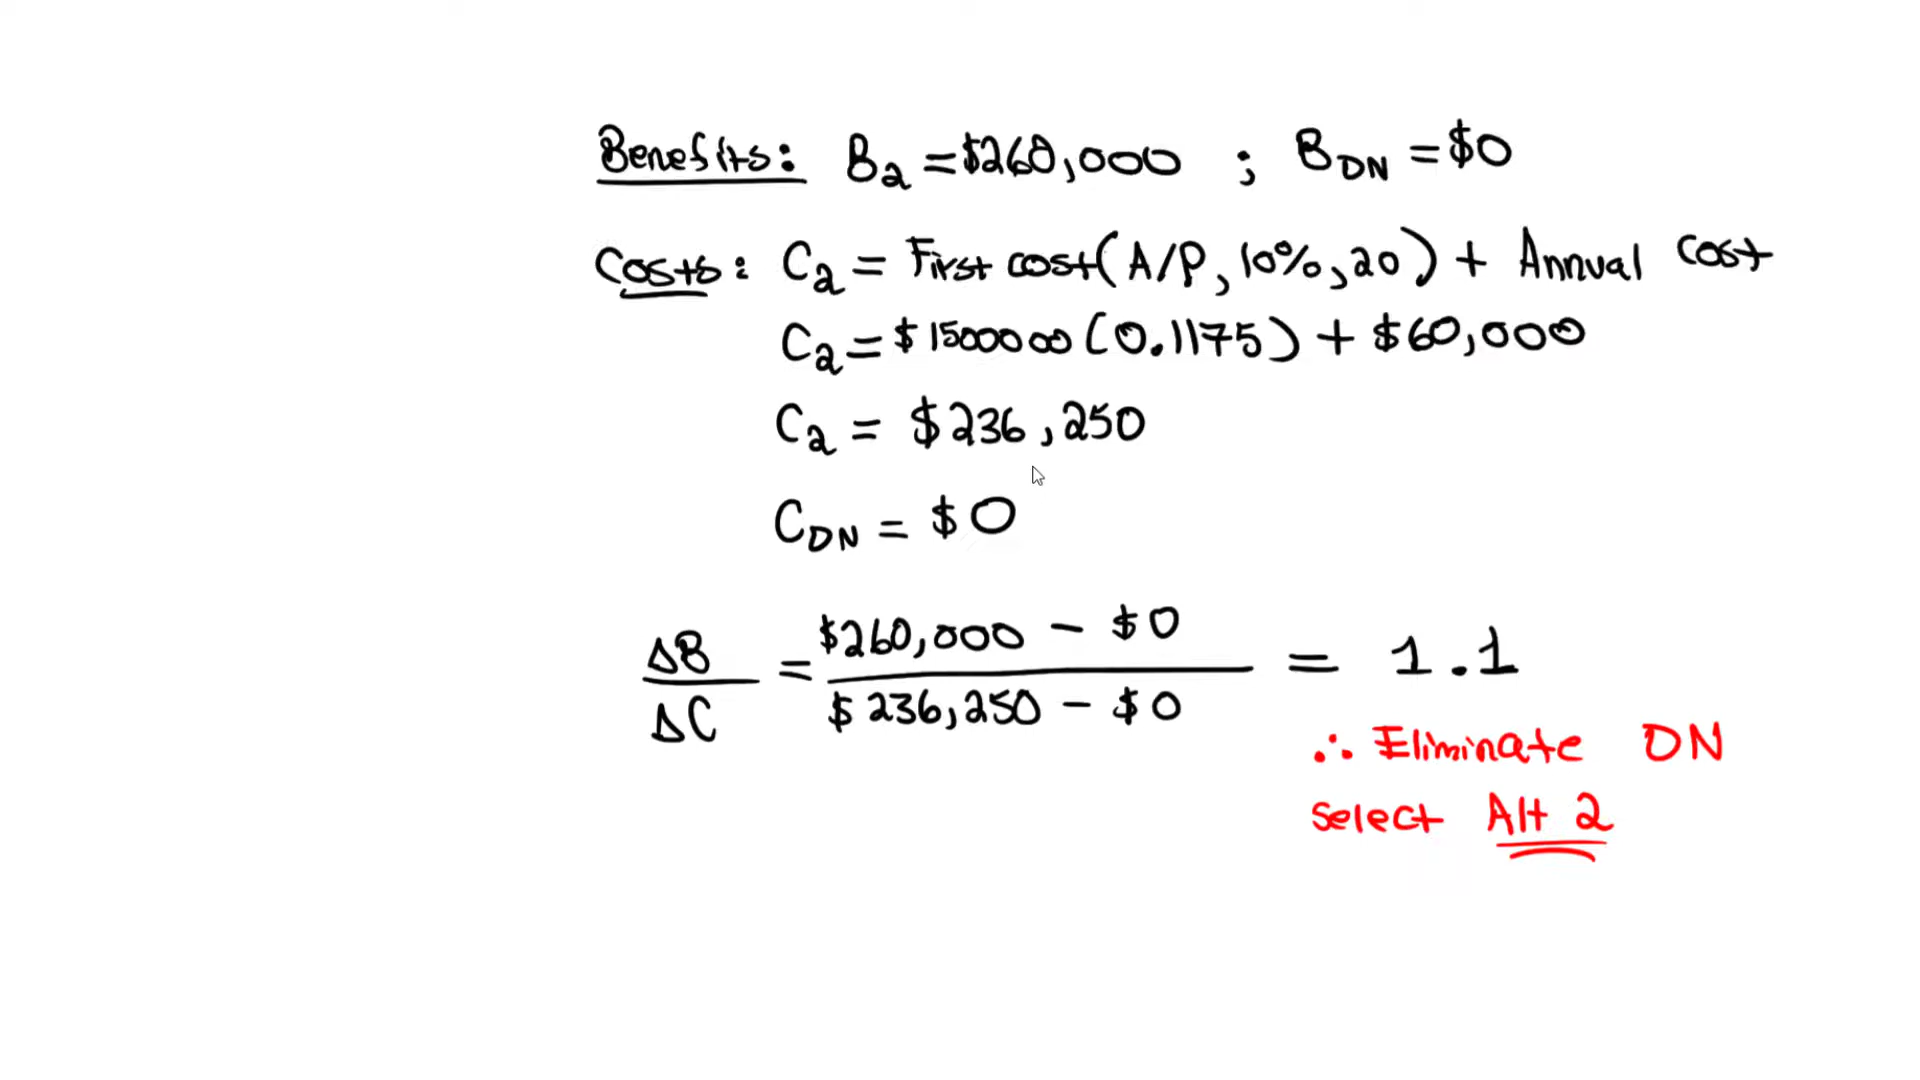 Benefits: B2 = $260,000 ; BDN = $0
Costs: C2 = First cost(A/P, 10%, 20) + Annual cost
C2 = $1500000(0.1175) + $60,000
C2 = $236,250
CDN = $0
ΔB/ΔC = $260,000 - $0 / $236,250 - $0 = 1.1
∴ Eliminate DN
select Alt 2